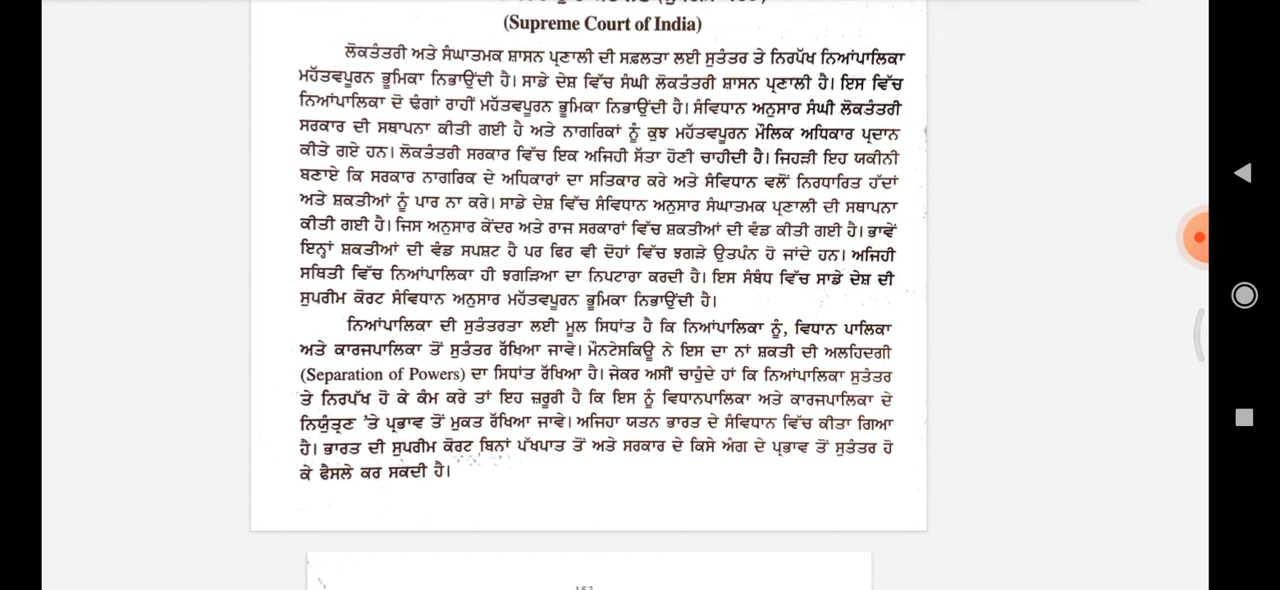 (Supreme Court of India)
ਲੋਕਤੰਤਰੀ ਅਤੇ ਸੰਘਾਤਮਕ ਸ਼ਾਸਨ ਪ੍ਰਣਾਲੀ ਦੀ ਸਫ਼ਲਤਾ ਲਈ ਸੁਤੰਤਰ ਤੇ ਨਿਰਪੱਖ ਨਿਆਂਪਾਲਿਕਾ
ਮਹੱਤਵਪੂਰਨ ਭੂਮਿਕਾ ਨਿਭਾਉਂਦੀ ਹੈ। ਸਾਡੇ ਦੇਸ਼ ਵਿੱਚ ਸੰਘੀ ਲੋਕਤੰਤਰੀ ਸ਼ਾਸਨ ਪ੍ਰਣਾਲੀ ਹੈ। ਇਸ ਵਿੱਚ
ਨਿਆਂਪਾਲਿਕਾ ਦੋ ਢੰਗਾਂ ਰਾਹੀਂ ਮਹੱਤਵਪੂਰਨ ਭੂਮਿਕਾ ਨਿਭਾਉਂਦੀ ਹੈ। ਸੰਵਿਧਾਨ ਅਨੁਸਾਰ ਸੰਘੀ ਲੋਕਤੰਤਰੀ
ਸਰਕਾਰ ਦੀ ਸਥਾਪਨਾ ਕੀਤੀ ਗਈ ਹੈ ਅਤੇ ਨਾਗਰਿਕਾਂ ਨੂੰ ਕੁਝ ਮਹੱਤਵਪੂਰਨ ਮੌਲਿਕ ਅਧਿਕਾਰ ਪ੍ਰਦਾਨ
ਕੀਤੇ ਗਏ ਹਨ। ਲੋਕਤੰਤਰੀ ਸਰਕਾਰ ਵਿੱਚ ਇਕ ਅਜਿਹੀ ਸੱਤਾ ਹੋਣੀ ਚਾਹੀਦੀ ਹੈ। ਜਿਹੜੀ ਇਹ ਯਕੀਨੀ
ਬਣਾਏ ਕਿ ਸਰਕਾਰ ਨਾਗਰਿਕ ਦੇ ਅਧਿਕਾਰਾਂ ਦਾ ਸਤਿਕਾਰ ਕਰੇ ਅਤੇ ਸੰਵਿਧਾਨ ਵਲੋਂ ਨਿਰਧਾਰਿਤ ਹੱਦਾਂ
ਅਤੇ ਸ਼ਕਤੀਆਂ ਨੂੰ ਪਾਰ ਨਾ ਕਰੇ। ਸਾਡੇ ਦੇਸ਼ ਵਿੱਚ ਸੰਵਿਧਾਨ ਅਨੁਸਾਰ ਸੰਘਾਤਮਕ ਪ੍ਰਣਾਲੀ ਦੀ ਸਥਾਪਨਾ
ਕੀਤੀ ਗਈ ਹੈ। ਜਿਸ ਅਨੁਸਾਰ ਕੇਂਦਰ ਅਤੇ ਰਾਜ ਸਰਕਾਰਾਂ ਵਿੱਚ ਸ਼ਕਤੀਆਂ ਦੀ ਵੰਡ ਕੀਤੀ ਗਈ ਹੈ। ਭਾਵੇਂ
ਇਨ੍ਹਾਂ ਸ਼ਕਤੀਆਂ ਦੀ ਵੰਡ ਸਪਸ਼ਟ ਹੈ ਪਰ ਫਿਰ ਵੀ ਦੋਹਾਂ ਵਿੱਚ ਝਗੜੇ ਉਤਪੰਨ ਹੋ ਜਾਂਦੇ ਹਨ। ਅਜਿਹੀ
ਸਥਿਤੀ ਵਿੱਚ ਨਿਆਂਪਾਲਿਕਾ ਹੀ ਝਗੜਿਆ ਦਾ ਨਿਪਟਾਰਾ ਕਰਦੀ ਹੈ। ਇਸ ਸੰਬੰਧ ਵਿੱਚ ਸਾਡੇ ਦੇਸ਼ ਦੀ
ਸੁਪਰੀਮ ਕੋਰਟ ਸੰਵਿਧਾਨ ਅਨੁਸਾਰ ਮਹੱਤਵਪੂਰਨ ਭੂਮਿਕਾ ਨਿਭਾਉਂਦੀ ਹੈ।
ਨਿਆਂਪਾਲਿਕਾ ਦੀ ਸੁਤੰਤਰਤਾ ਲਈ ਮੂਲ ਸਿਧਾਂਤ ਹੈ ਕਿ ਨਿਆਂਪਾਲਿਕਾ ਨੂੰ, ਵਿਧਾਨ ਪਾਲਿਕਾ
ਅਤੇ ਕਾਰਜਪਾਲਿਕਾ ਤੋਂ ਸੁਤੰਤਰ ਰੱਖਿਆ ਜਾਵੇ। ਮੌਨਟੇਸਕਿਊ ਨੇ ਇਸ ਦਾ ਨਾਂ ਸ਼ਕਤੀ ਦੀ ਅਲਹਿਦਗੀ
(Separation of Powers) ਦਾ ਸਿਧਾਂਤ ਰੱਖਿਆ ਹੈ। ਜੇਕਰ ਅਸੀਂ ਚਾਹੁੰਦੇ ਹਾਂ ਕਿ ਨਿਆਂਪਾਲਿਕਾ ਸੁਤੰਤਰ
ਤੇ ਨਿਰਪੱਖ ਹੋ ਕੇ ਕੰਮ ਕਰੇ ਤਾਂ ਇਹ ਜ਼ਰੂਰੀ ਹੈ ਕਿ ਇਸ ਨੂੰ ਵਿਧਾਨਪਾਲਿਕਾ ਅਤੇ ਕਾਰਜਪਾਲਿਕਾ ਦੇ
ਨਿਯੰਤ੍ਰਣ 'ਤੇ ਪ੍ਰਭਾਵ ਤੋਂ ਮੁਕਤ ਰੱਖਿਆ ਜਾਵੇ। ਅਜਿਹਾ ਯਤਨ ਭਾਰਤ ਦੇ ਸੰਵਿਧਾਨ ਵਿੱਚ ਕੀਤਾ ਗਿਆ
ਹੈ। ਭਾਰਤ ਦੀ ਸੁਪਰੀਮ ਕੋਰਟ ਬਿਨਾਂ ਪੱਖਪਾਤ ਤੋਂ ਅਤੇ ਸਰਕਾਰ ਦੇ ਕਿਸੇ ਅੰਗ ਦੇ ਪ੍ਰਭਾਵ ਤੋਂ ਸੁਤੰਤਰ ਹੋ
ਕੇ ਫੈਸਲੇ ਕਰ ਸਕਦੀ ਹੈ।